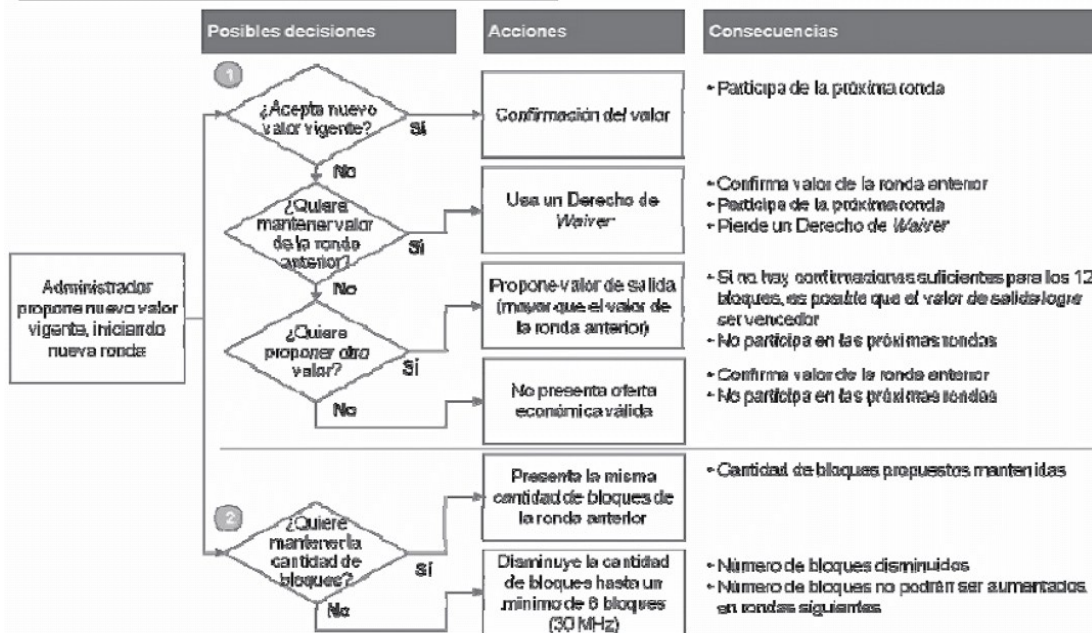 Posibles decisiones
Acciones
Consecuencias
1
¿Acepta nuevo
valor vigente?
Sí
Confirmación del valor
• Participa de la próxima ronda
No
¿Quiere
mantener valor
de la ronda
anterior?
Sí
Usa un Derecho de
Waiver
• Confirma valor de la ronda anterior
• Participa de la próxima ronda
• Pierde un Derecho de Waiver
No
Administrador
propone nuevo valor
vigente, iniciando
nueva ronda
¿Quiere
proponer otro
valor?
Sí
Propone valor de salida
(mayor que el valor de
la ronda anterior)
• Si no hay confirmaciones suficientes para los 12
bloques, es posible que el valor de salida logre
ser vencedor
• No participa en las próximas rondas
No
No presenta oferta
económica válida
• Confirma valor de la ronda anterior
• No participa en las próximas rondas
2
¿Quiere
mantener la
cantidad de
bloques?
Sí
Presenta la misma
cantidad de bloques de
la ronda anterior
• Cantidad de bloques propuestos mantenidas
No
Disminuye la cantidad
de bloques hasta un
mínimo de 6 bloques
(30 MHz)
• Número de bloques disminuidos
• Número de bloques no podrán ser aumentados
en rondas siguientes